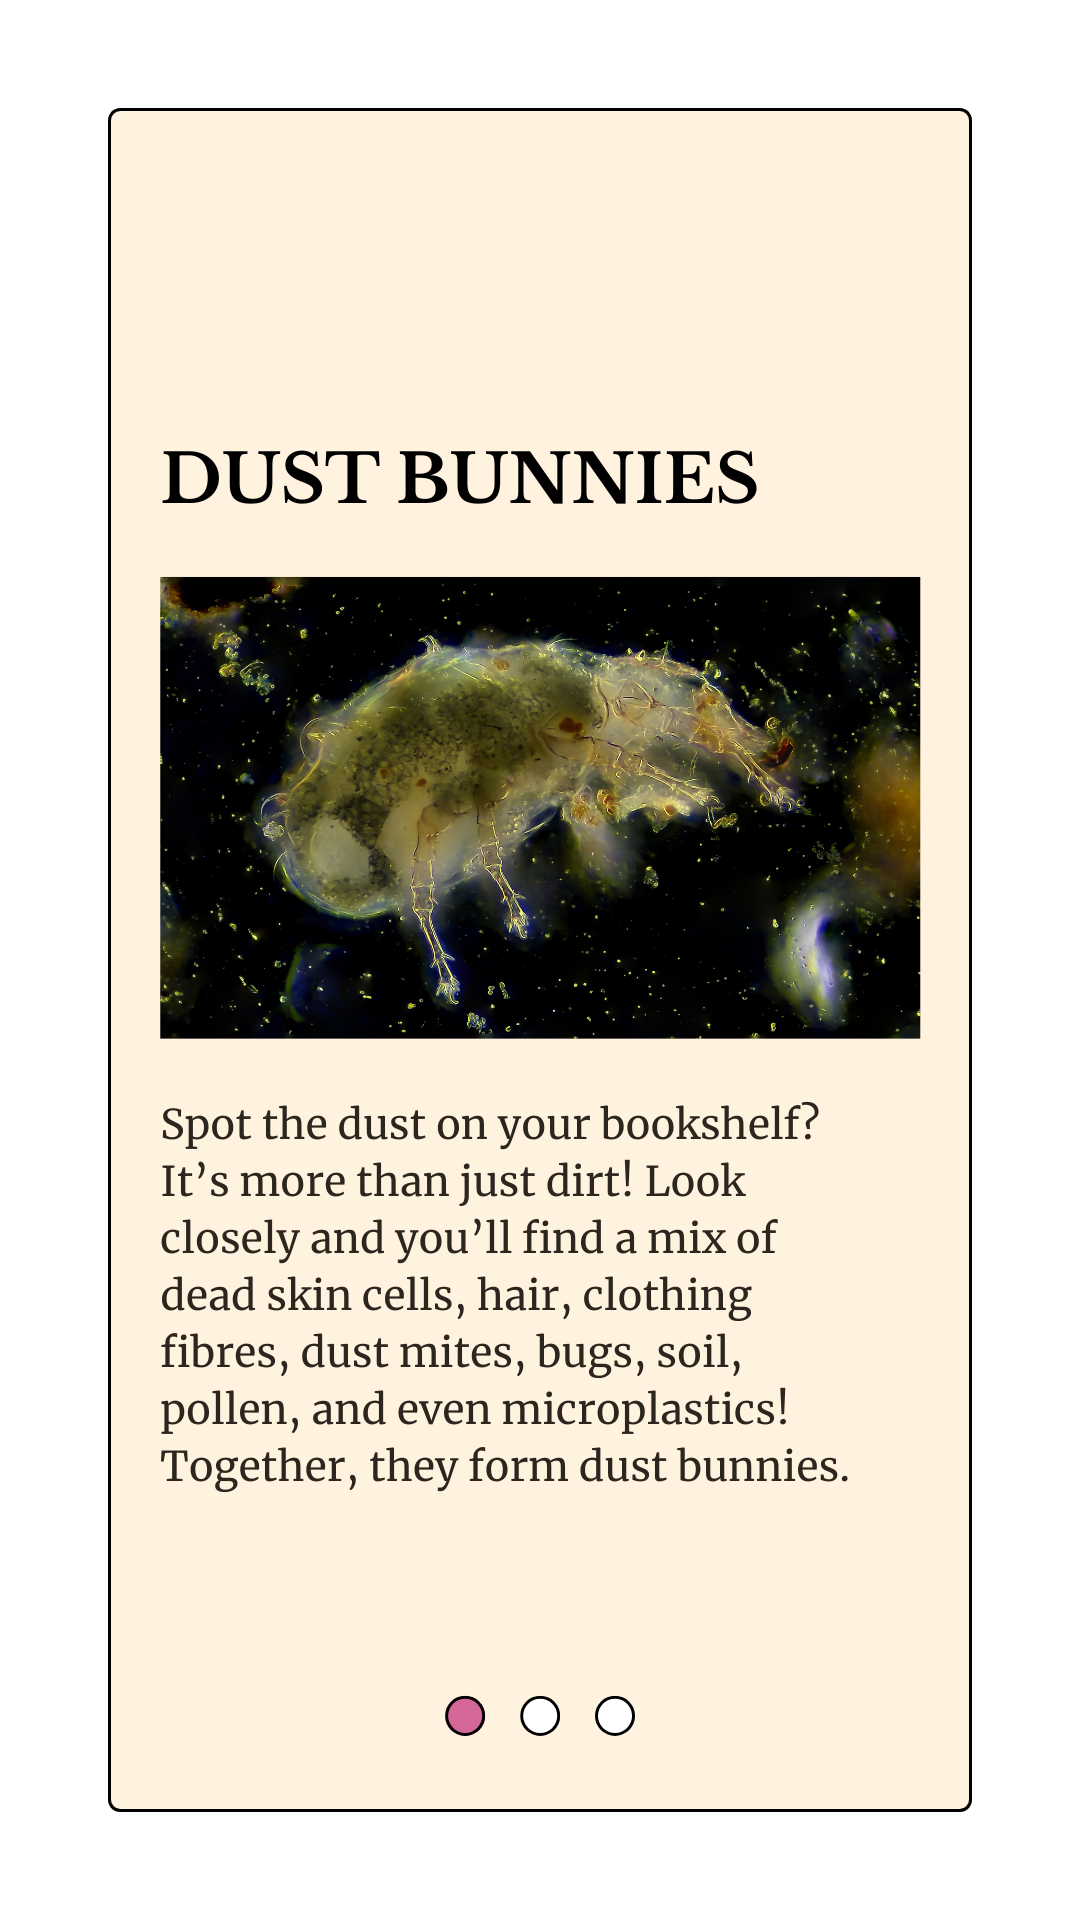 DUST BUNNIES
Spot the dust on your bookshelf?
It’s more than just dirt! Look
closely and you’ll find a mix of
dead skin cells, hair, clothing
fibres, dust mites, bugs, soil,
pollen, and even microplastics!
Together, they form dust bunnies.